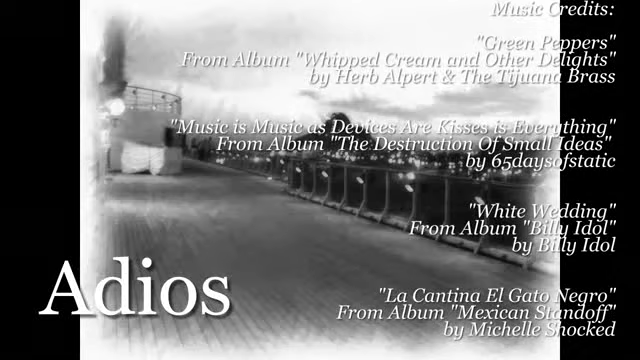 Music Credits:
"Green Peppers"
From Album "Whipped Cream and Other Delights"
by Herb Alpert & The Tijuana Brass
"Music is Music as Devices Are Kisses is Everything"
From Album "The Destruction Of Small Ideas"
by 65daysofstatic
"White Wedding"
From Album "Billy Idol"
by Billy Idol
"La Cantina El Gato Negro"
From Album "Mexican Standoff"
by Michelle Shocked
Adios